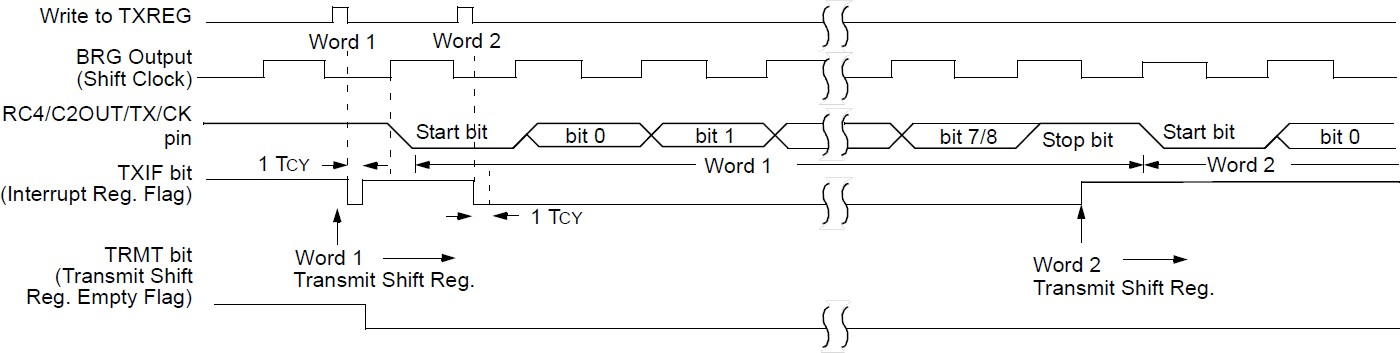 Write to TXREG
Word 1
Word 2
BRG Output
(Shift Clock)
RC4/C2OUT/TX/CK
pin
Start bit
bit 0
bit 1
bit 7/8
Stop bit
Start bit
bit 0
1 TCY
Word 1
Word 2
TXIF bit
(Interrupt Reg. Flag)
1 TCY
TRMT bit
(Transmit Shift
Reg. Empty Flag)
Word 1
Transmit Shift Reg.
Word 2
Transmit Shift Reg.